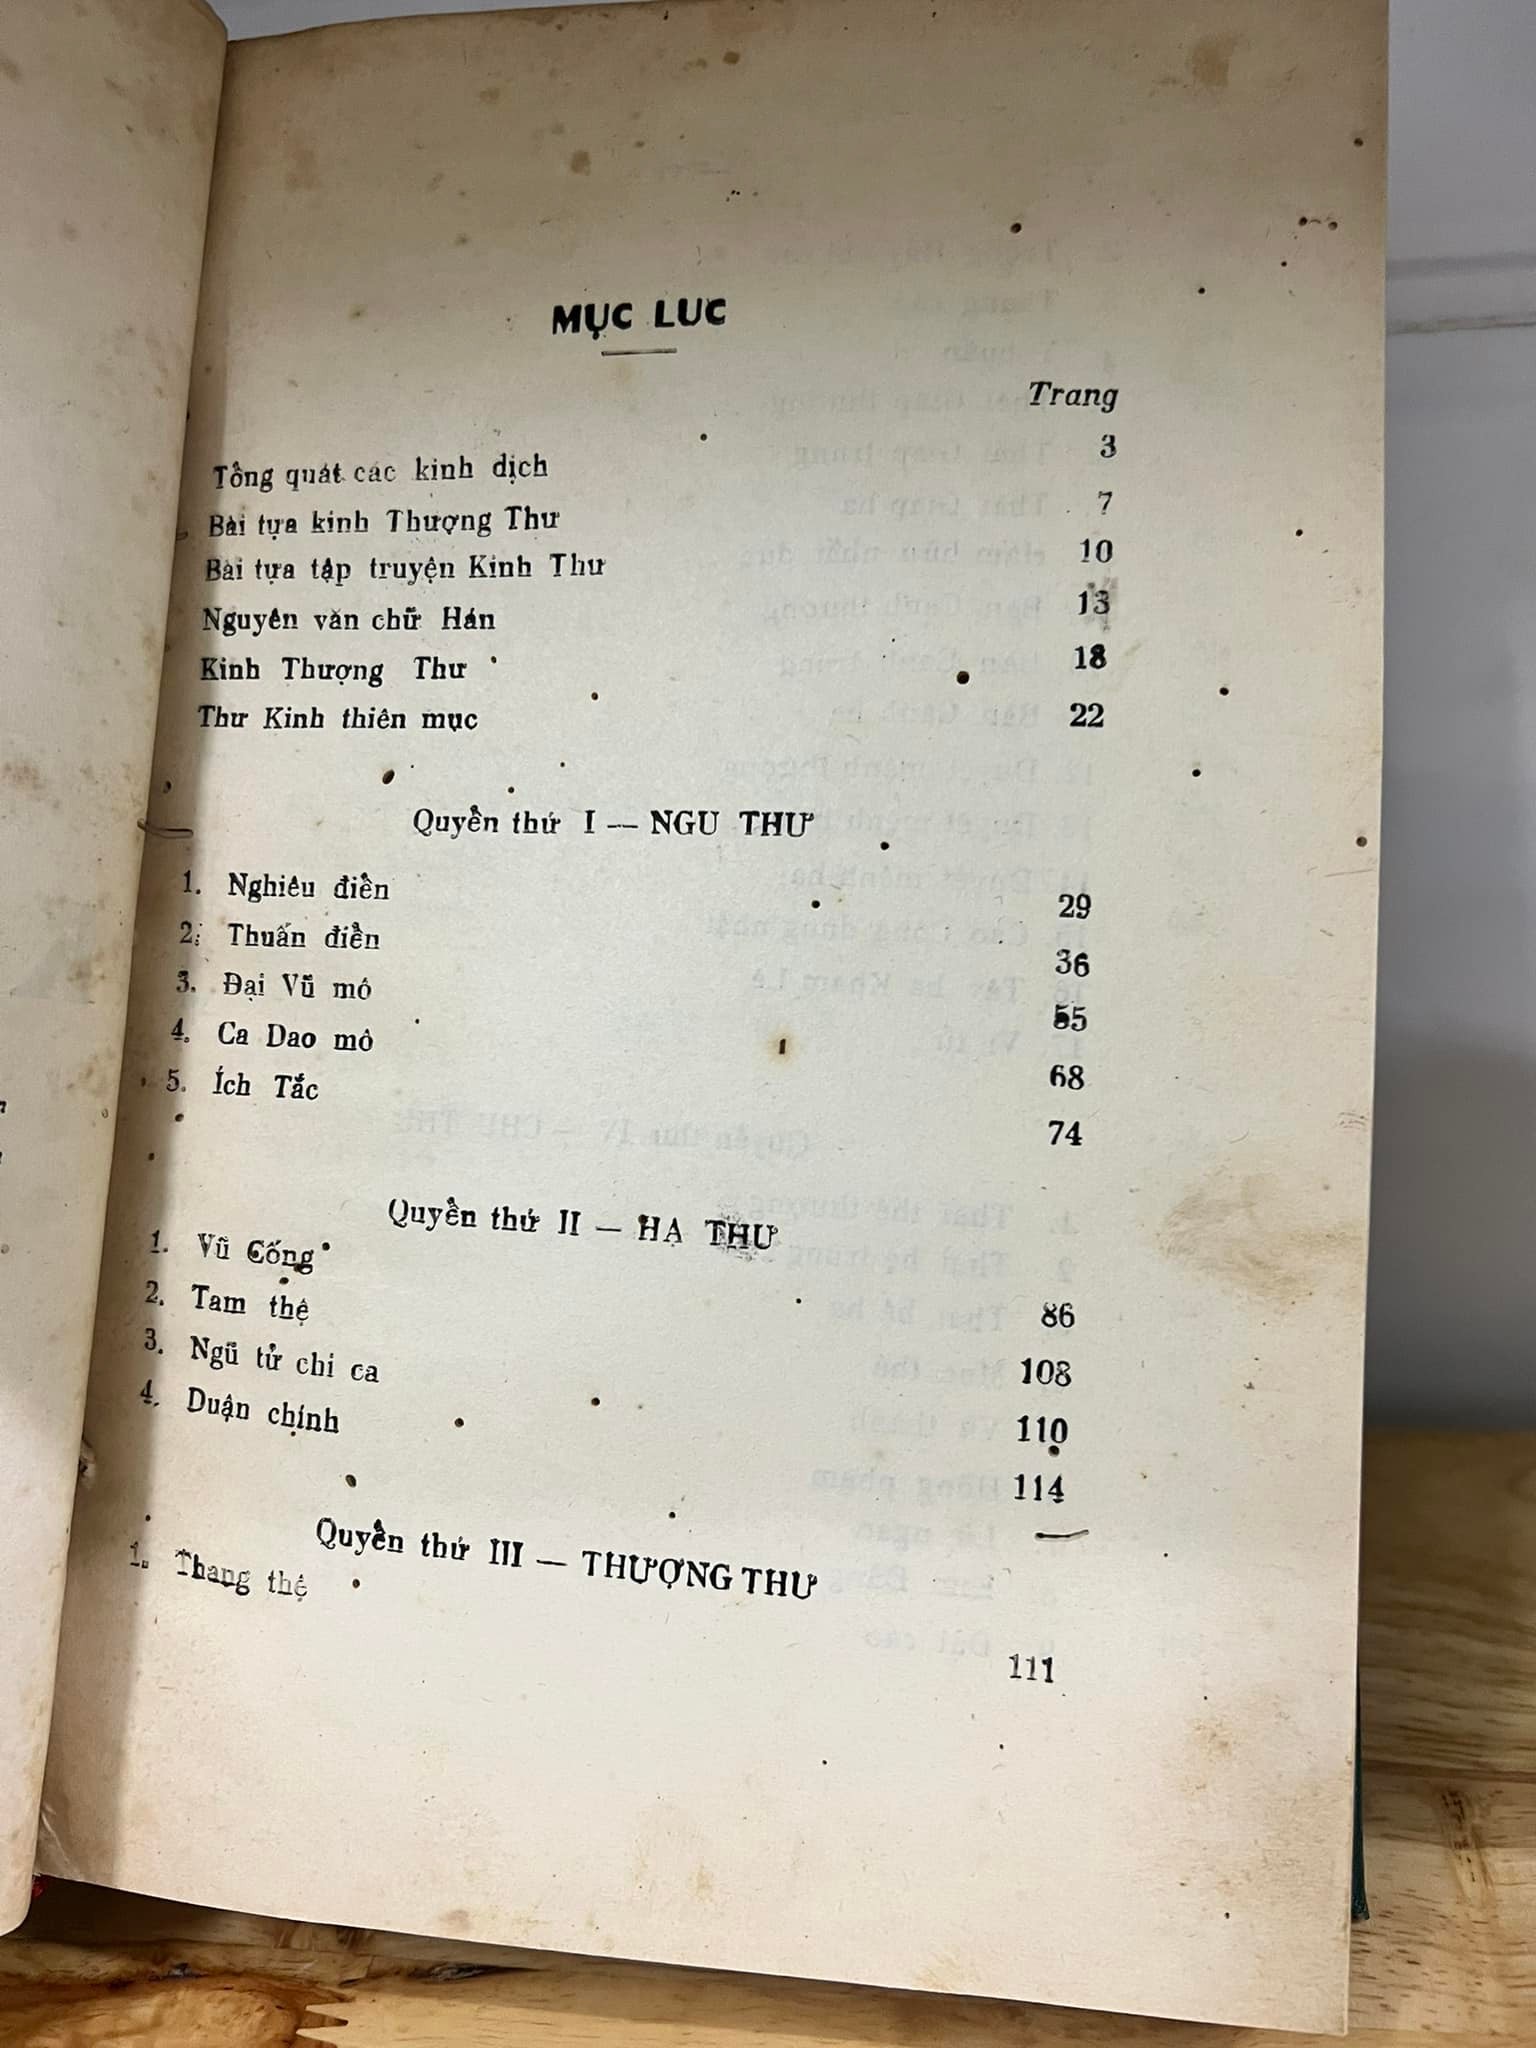 MỤC LUC
Trang
Tổng quát các kinh dịch 3
Bài tựa kinh Thượng Thư 7
Bài tựa tập truyện Kinh Thư 10
Nguyên văn chữ Hán 13
Kinh Thượng Thư 18
Thư Kinh thiên mục 22
Quyển thứ I — NGU THƯ
1. Nghiêu điển 29
2. Thuấn điển 36
3. Đại Vũ mô 55
4. Ca Dao mô 68
5. Ích Tắc 74
Quyển thứ II — HẠ THƯ
1. Vũ Cống 86
2. Tam thệ 108
3. Ngũ tử chi ca 110
4. Duận chính 114
Quyển thứ III — THƯỢNG THƯ
1. Thang thệ 111